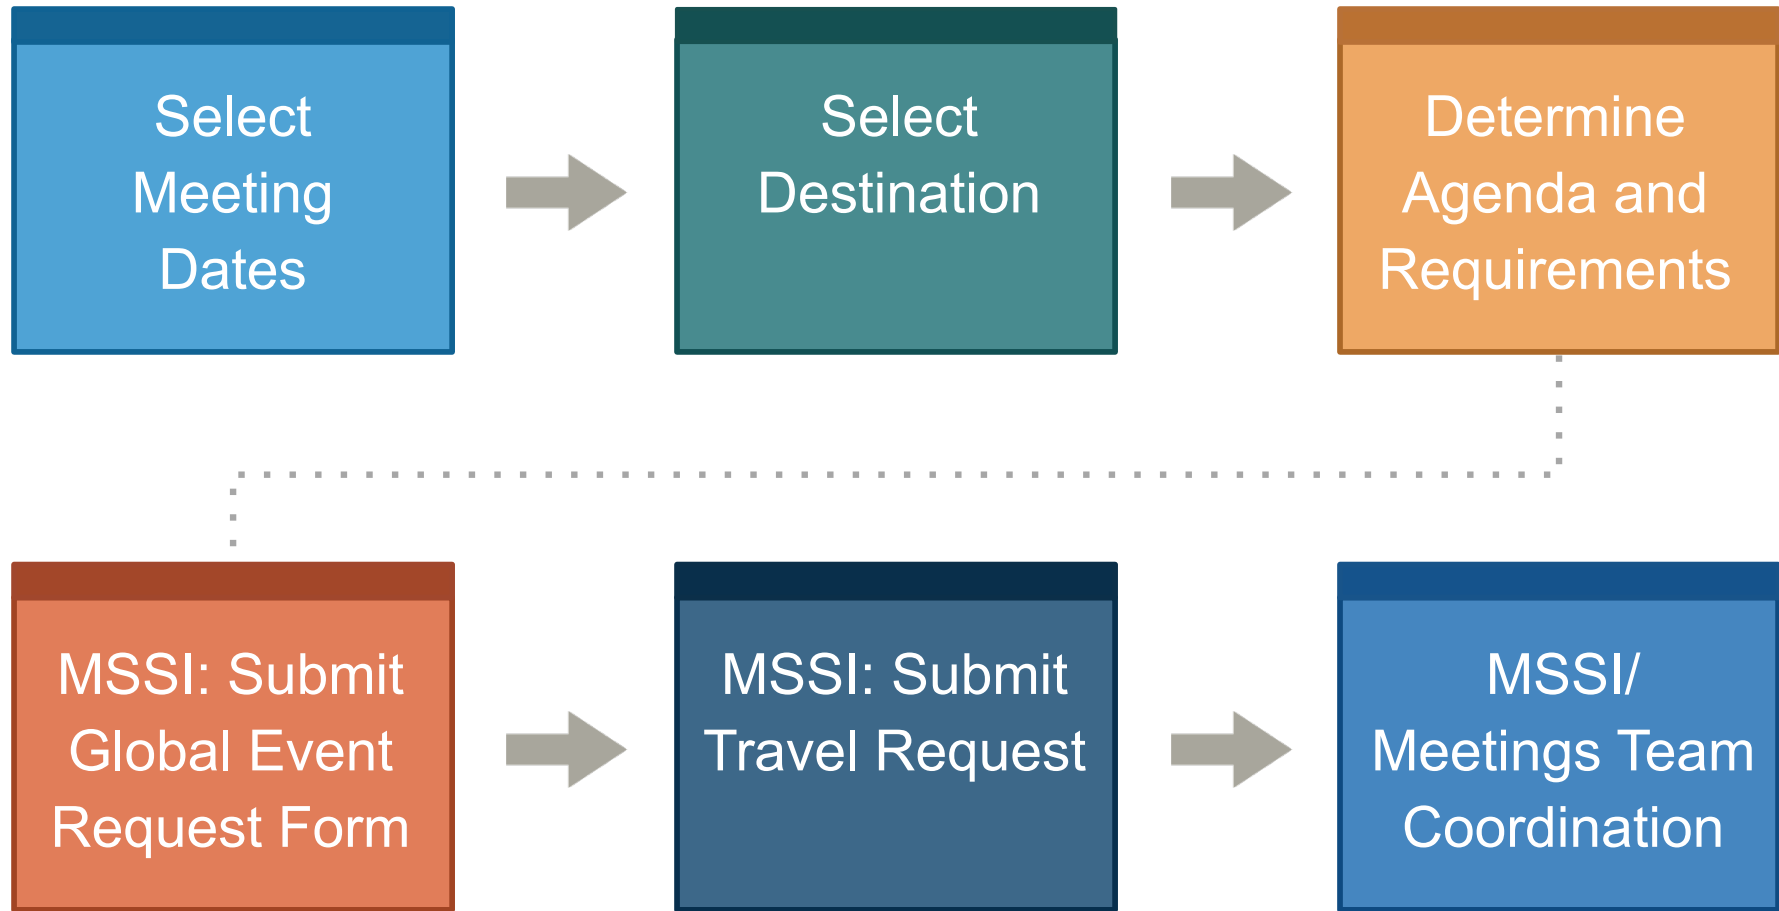 Select
Meeting
Dates
Select
Destination
Determine
Agenda and
Requirements
MSSI: Submit
Global Event
Request Form
MSSI: Submit
Travel Request
MSSI/
Meetings Team
Coordination